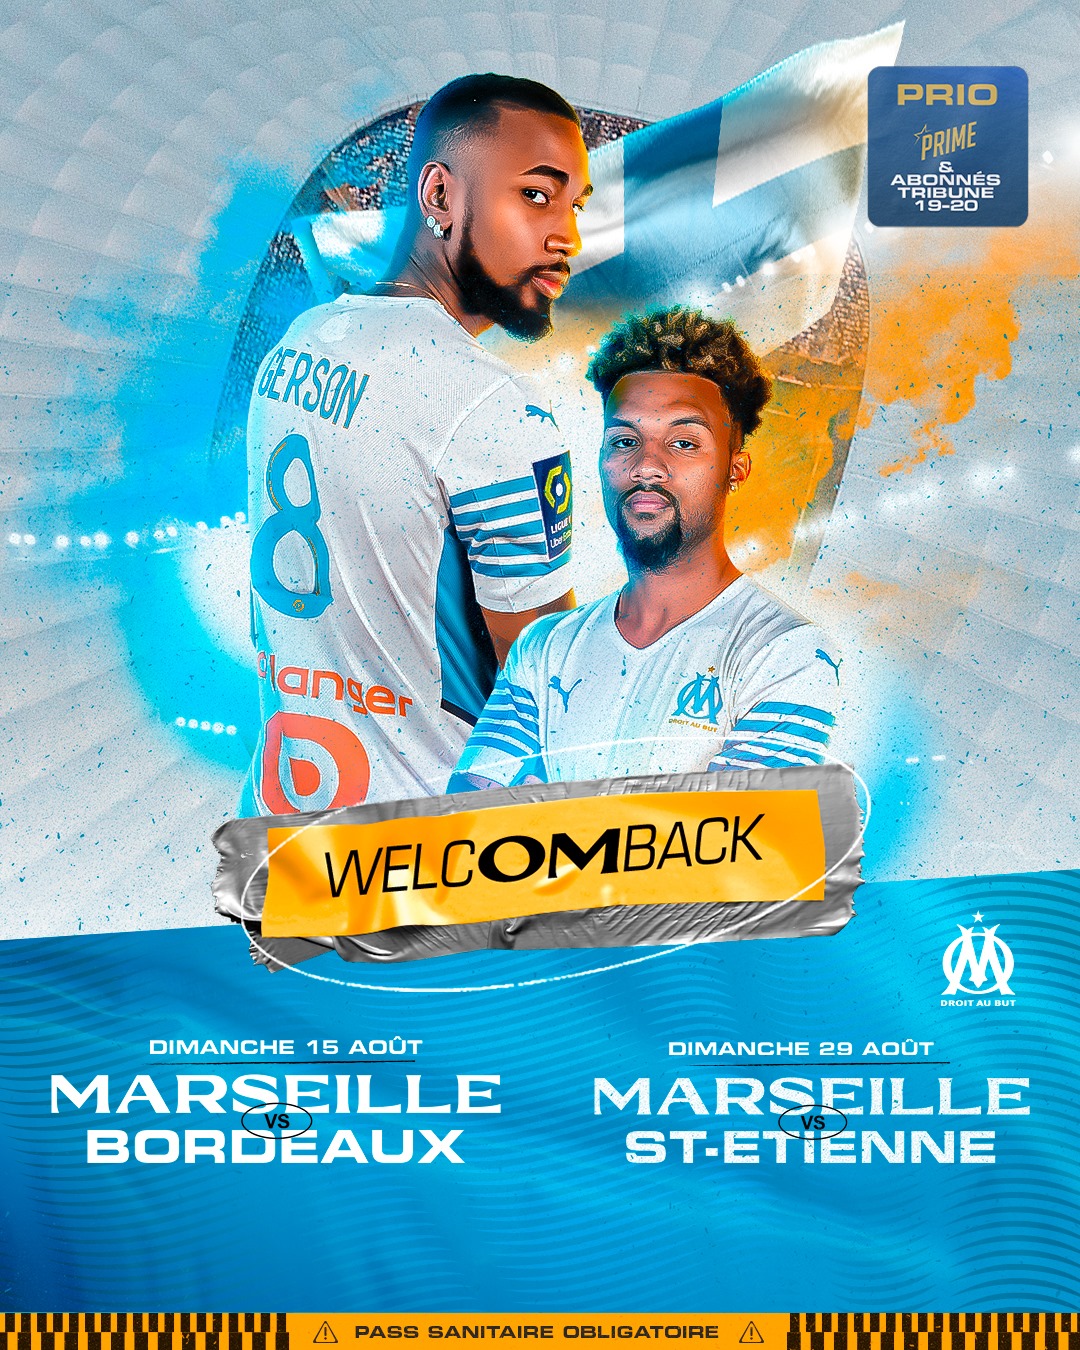 PRIO
PRIME
&
ABONNÉS
TRIBUNE
19-20
GERSON
8
LIGUE 1
Uber Eats
langer
DROIT AU BUT
WELCOMBACK
DROIT AU BUT
DIMANCHE 15 AOÛT
MARSEILLE
VS
BORDEAUX
DIMANCHE 29 AOÛT
MARSEILLE
VS
ST-ETIENNE
PASS SANITAIRE OBLIGATOIRE